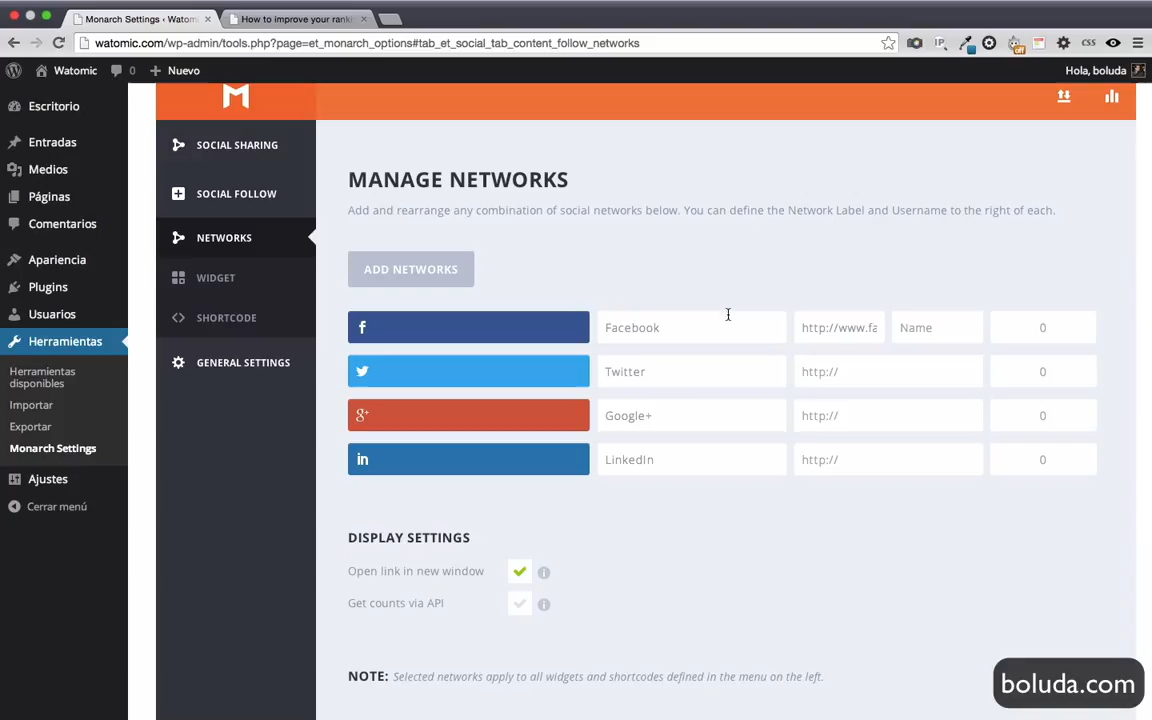 Monarch Settings ‹ Watomi
How to improve your ranki
watomic.com/wp-admin/tools.php?page=et_monarch_options#tab_et_social_tab_content_follow_networks
IP
off
CSS
Watomic
0
Nuevo
Hola, boluda
Escritorio
Entradas
Medios
Páginas
Comentarios
Apariencia
Plugins
Usuarios
Herramientas
Herramientas
disponibles
Importar
Exportar
Monarch Settings
Ajustes
Cerrar menú
M
SOCIAL SHARING
SOCIAL FOLLOW
NETWORKS
WIDGET
SHORTCODE
GENERAL SETTINGS
MANAGE NETWORKS
Add and rearrange any combination of social networks below. You can define the Network Label and Username to the right of each.
ADD NETWORKS
f Facebook http://www.fa Name 0
Twitter http:// 0
g+ Google+ http:// 0
in LinkedIn http:// 0
DISPLAY SETTINGS
Open link in new window
Get counts via API
NOTE: Selected networks apply to all widgets and shortcodes defined in the menu on the left.
boluda.com